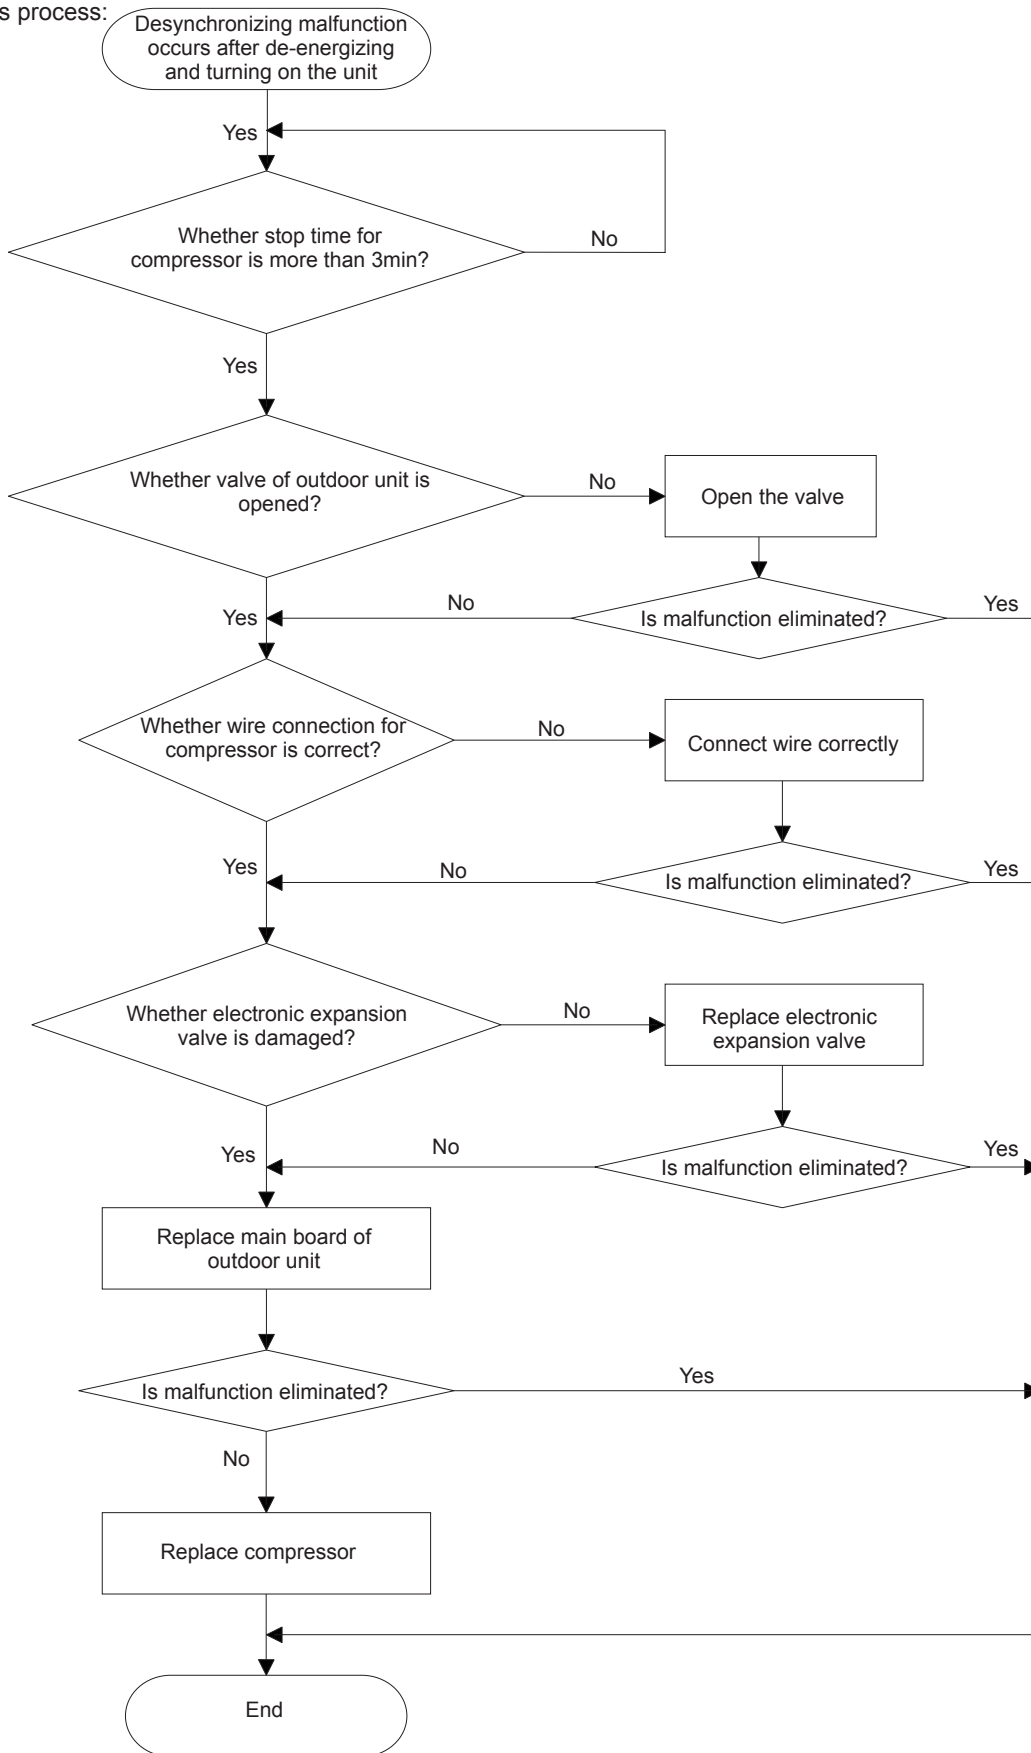 s process:
Desynchronizing malfunction
occurs after de-energizing
and turning on the unit
Yes
Whether stop time for
compressor is more than 3min?
No
Yes
Whether valve of outdoor unit is
opened?
No
Open the valve
Is malfunction eliminated?
No
Yes
Yes
Whether wire connection for
compressor is correct?
No
Connect wire correctly
Is malfunction eliminated?
No
Yes
Yes
Whether electronic expansion
valve is damaged?
No
Replace electronic
expansion valve
Is malfunction eliminated?
No
Yes
Yes
Replace main board of
outdoor unit
Is malfunction eliminated?
Yes
No
Replace compressor
End